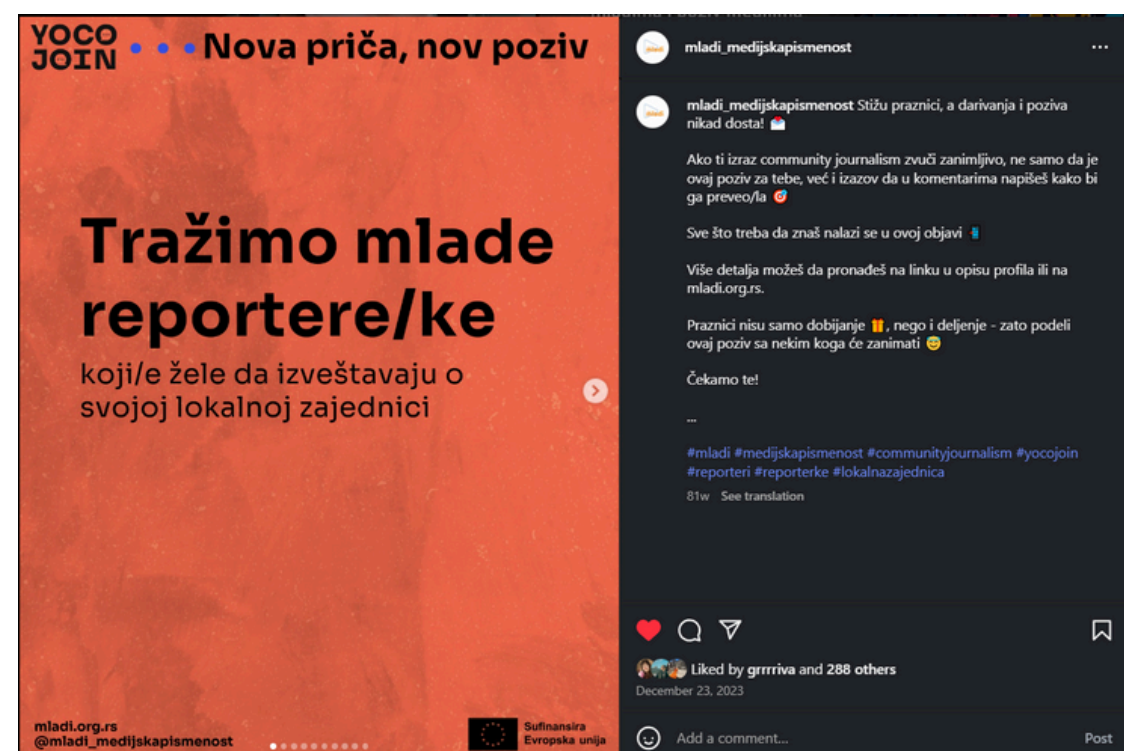 YOCO
JOIN
Nova priča, nov poziv
Tražimo mlade
reportere/ke
koji/e žele da izveštavaju o
svojoj lokalnoj zajednici
mladi.org.rs
@mladi_medijskapismenost
Sufinansira
Evropska unija
mladi_medijskapismenost
mladi_medijskapismenost Stižu praznici, a darivanja i poziva
nikad dosta! 📩
Ako ti izraz community journalism zvuči zanimljivo, ne samo da je
ovaj poziv za tebe, već i izazov da u komentarima napišeš kako bi
ga preveo/la 🎯
Sve što treba da znaš nalazi se u ovoj objavi 📲
Više detalja možeš da pronađeš na linku u opisu profila ili na
mladi.org.rs.
Praznici nisu samo dobijanje 🎁, nego i deljenje - zato podeli
ovaj poziv sa nekim koga će zanimati 😇
Čekamo te!
...
#mladi #medijskapismenost #communityjournalism #yocojoin
#reporteri #reporterke #lokalnazajednica
81w See translation
Liked by grrrriva and 288 others
December 23, 2023
Add a comment...
Post